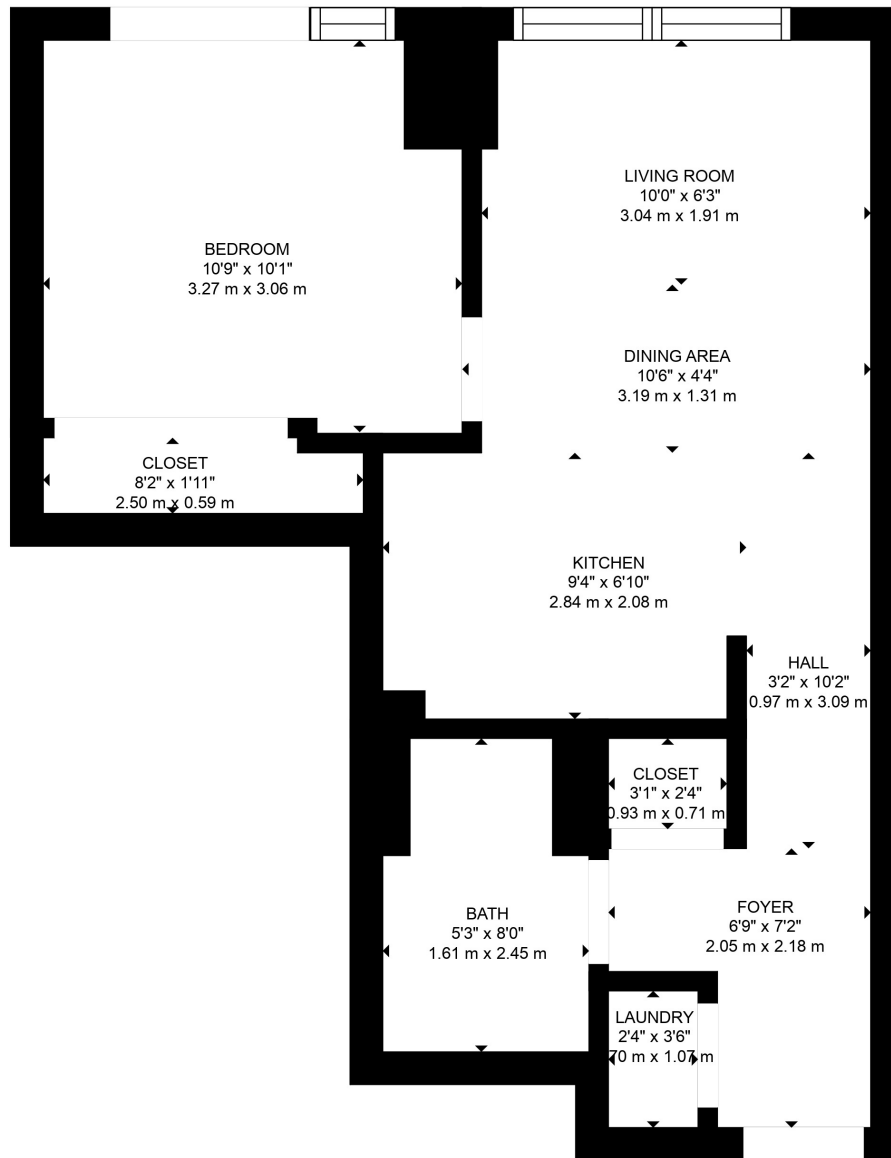 LIVING ROOM
10'0" x 6'3"
3.04 m x 1.91 m
BEDROOM
10'9" x 10'1"
3.27 m x 3.06 m
DINING AREA
10'6" x 4'4"
3.19 m x 1.31 m
CLOSET
8'2" x 1'11"
2.50 m x 0.59 m
KITCHEN
9'4" x 6'10"
2.84 m x 2.08 m
HALL
3'2" x 10'2"
0.97 m x 3.09 m
CLOSET
3'1" x 2'4"
0.93 m x 0.71 m
BATH
5'3" x 8'0"
1.61 m x 2.45 m
FOYER
6'9" x 7'2"
2.05 m x 2.18 m
LAUNDRY
2'4" x 3'6"
70 m x 1.07 m